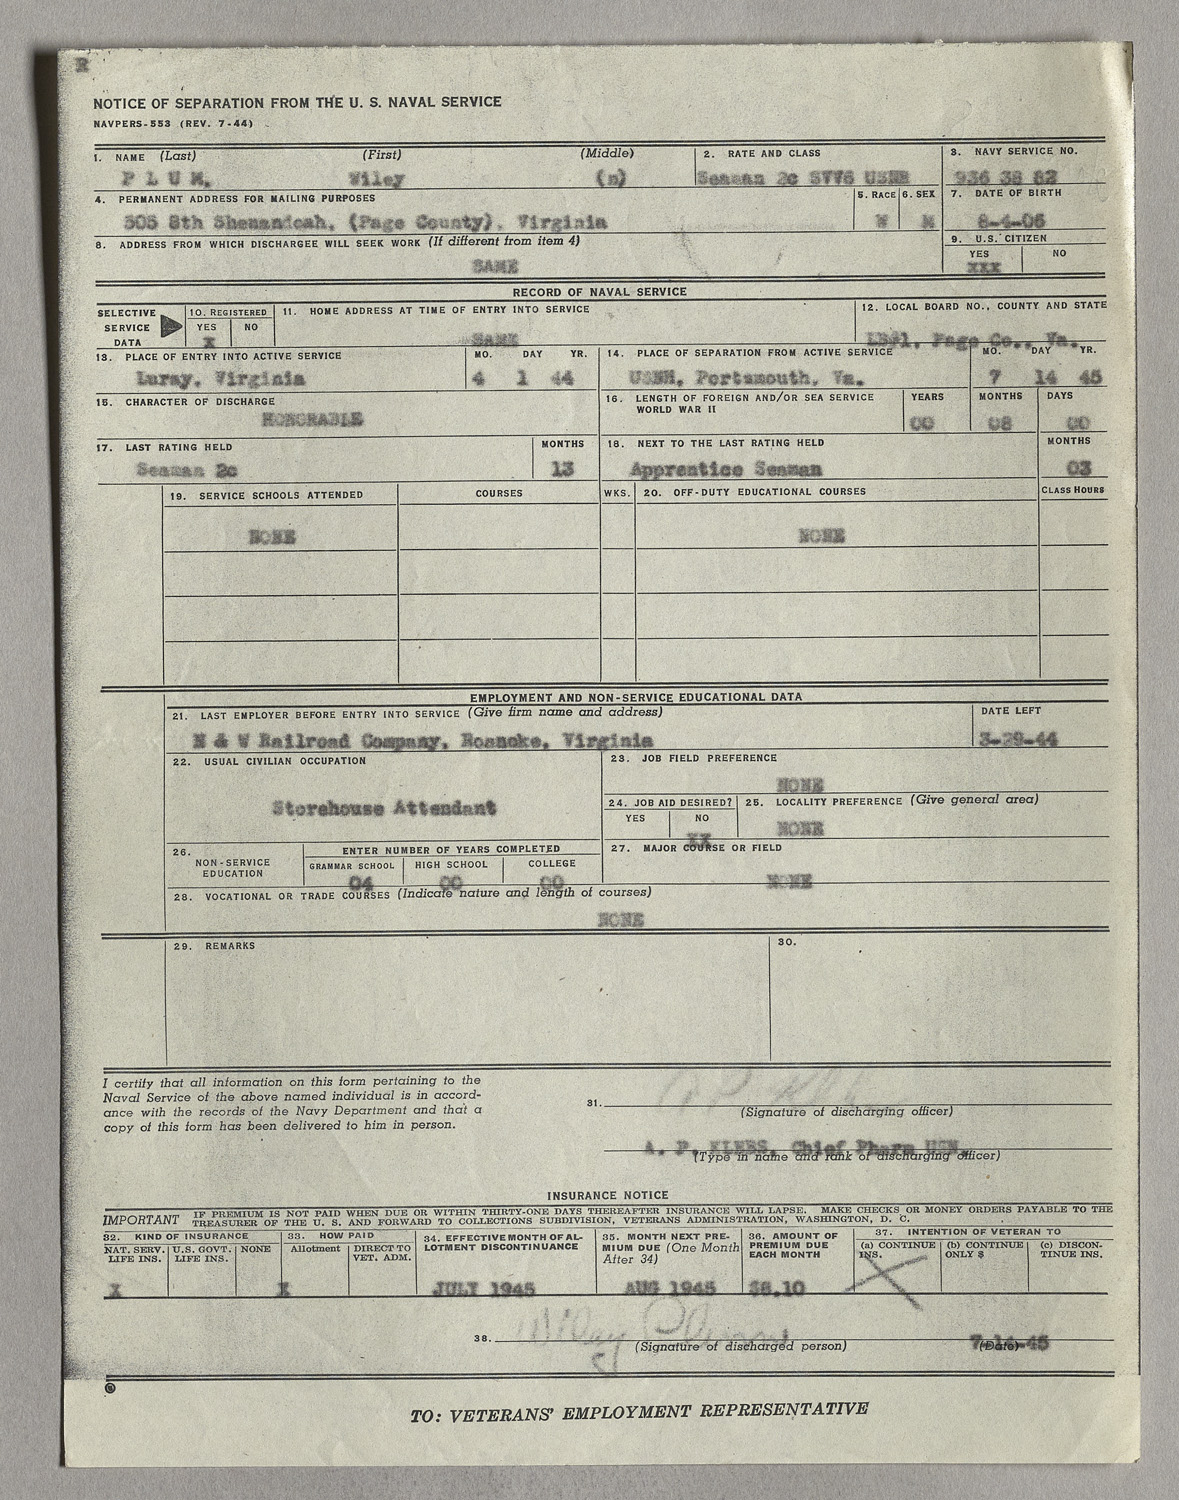 R
NOTICE OF SEPARATION FROM THE U. S. NAVAL SERVICE
NAVPERS-553 (REV. 7-44)
1. NAME (Last) (First) (Middle)
P L U M, Wiley (n)
2. RATE AND CLASS
Seaman 2c SVV6 USNR
3. NAVY SERVICE NO.
936 38 82
4. PERMANENT ADDRESS FOR MAILING PURPOSES
505 8th Shenandoah, (Page County), Virginia
5. RACE
W
6. SEX
M
7. DATE OF BIRTH
8-4-06
8. ADDRESS FROM WHICH DISCHARGEE WILL SEEK WORK (If different from item 4)
SAME
9. U.S. CITIZEN
YES NO
XXX
RECORD OF NAVAL SERVICE
SELECTIVE SERVICE DATA
10. REGISTERED
YES NO
X
11. HOME ADDRESS AT TIME OF ENTRY INTO SERVICE
SAME
12. LOCAL BOARD NO., COUNTY AND STATE
LB#1, Page Co., Va.
13. PLACE OF ENTRY INTO ACTIVE SERVICE MO. DAY YR.
Luray, Virginia 4 1 44
14. PLACE OF SEPARATION FROM ACTIVE SERVICE MO. DAY YR.
USNH, Portsmouth, Va. 7 14 45
15. CHARACTER OF DISCHARGE
HONORABLE
16. LENGTH OF FOREIGN AND/OR SEA SERVICE
WORLD WAR II
YEARS MONTHS DAYS
00 08 00
17. LAST RATING HELD MONTHS
Seaman 2c 13
18. NEXT TO THE LAST RATING HELD MONTHS
Apprentice Seaman 03
19. SERVICE SCHOOLS ATTENDED COURSES WKS.
NONE
20. OFF-DUTY EDUCATIONAL COURSES CLASS HOURS
NONE
EMPLOYMENT AND NON-SERVICE EDUCATIONAL DATA
21. LAST EMPLOYER BEFORE ENTRY INTO SERVICE (Give firm name and address) DATE LEFT
N & W Railroad Company, Roanoke, Virginia 3-29-44
22. USUAL CIVILIAN OCCUPATION
Storehouse Attendant
23. JOB FIELD PREFERENCE
NONE
24. JOB AID DESIRED?
YES NO
XX
25. LOCALITY PREFERENCE (Give general area)
NONE
26.
NON-SERVICE
EDUCATION
ENTER NUMBER OF YEARS COMPLETED
GRAMMAR SCHOOL HIGH SCHOOL COLLEGE
04 00 00
27. MAJOR COURSE OR FIELD
NONE
28. VOCATIONAL OR TRADE COURSES (Indicate nature and length of courses)
NONE
29. REMARKS
30.
I certify that all information on this form pertaining to the
Naval Service of the above named individual is in accord-
ance with the records of the Navy Department and that a
copy of this form has been delivered to him in person.
31.
(Signature of discharging officer)
A. P. KLEBS, Chief Pharm USN.
(Type in name and rank of discharging officer)
INSURANCE NOTICE
IMPORTANT
IF PREMIUM IS NOT PAID WHEN DUE OR WITHIN THIRTY-ONE DAYS THEREAFTER INSURANCE WILL LAPSE. MAKE CHECKS OR MONEY ORDERS PAYABLE TO THE
TREASURER OF THE U. S. AND FORWARD TO COLLECTIONS SUBDIVISION, VETERANS ADMINISTRATION, WASHINGTON, D. C.
32. KIND OF INSURANCE
NAT. SERV. LIFE INS. U.S. GOVT. LIFE INS. NONE
X
33. HOW PAID
Allotment DIRECT TO VET. ADM.
X
34. EFFECTIVE MONTH OF AL-
LOTMENT DISCONTINUANCE
JULY 1945
35. MONTH NEXT PRE-
MIUM DUE (One Month
After 34)
AUG 1945
36. AMOUNT OF
PREMIUM DUE
EACH MONTH
$8.10
37. INTENTION OF VETERAN TO
(a) CONTINUE INS. (b) CONTINUE ONLY $ (c) DISCON-
TINUE INS.
38. Wiley Plum
(Signature of discharged person)
7-14-45
(Date)
TO: VETERANS' EMPLOYMENT REPRESENTATIVE